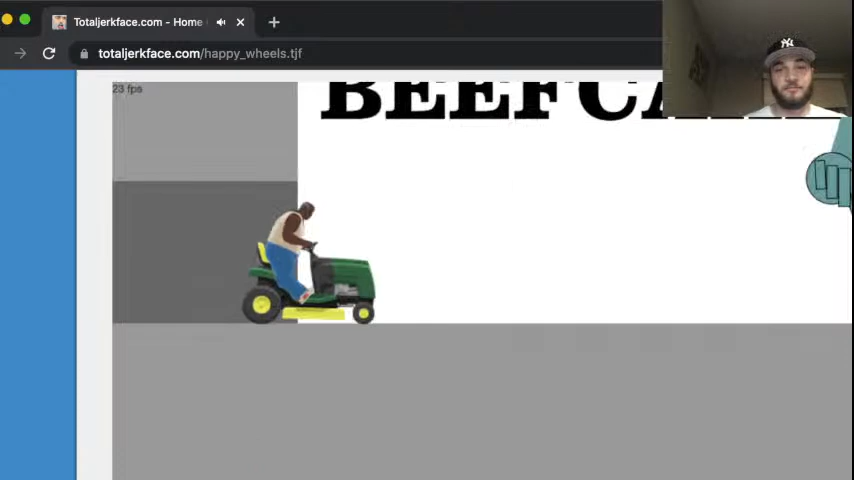 Totaljerkface.com - Home
totaljerkface.com/happy_wheels.tjf
23 fps